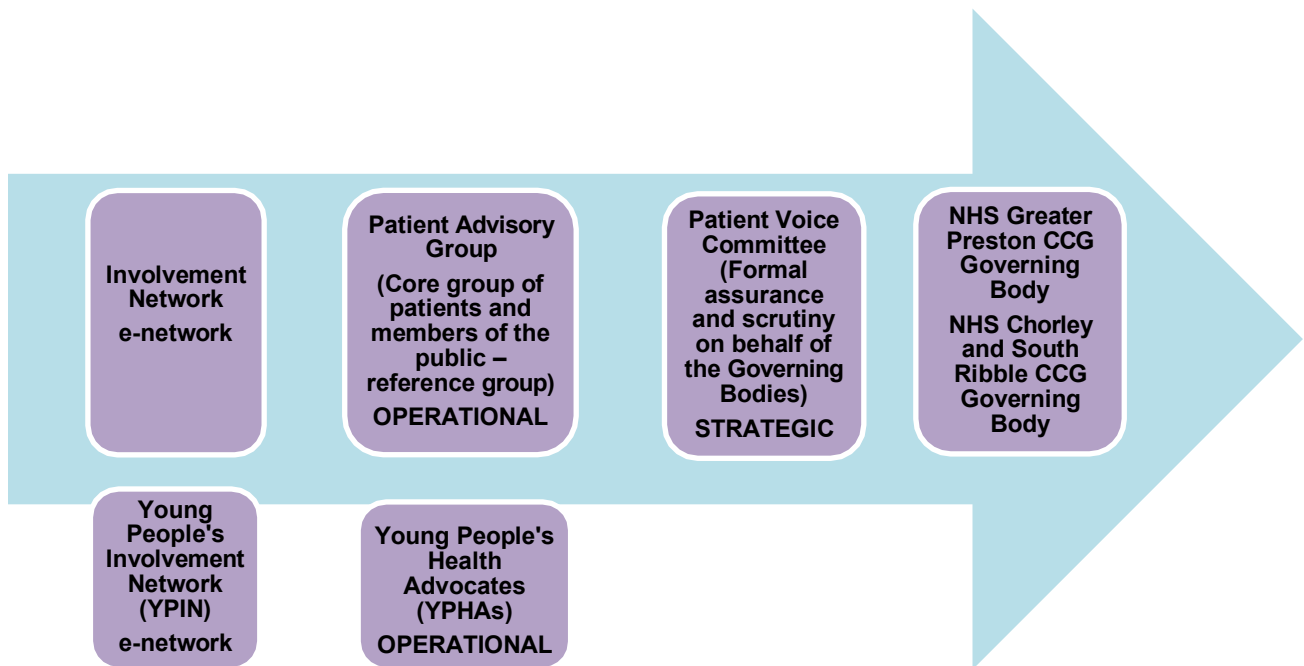 Involvement
Network
e-network
Patient Advisory
Group
(Core group of
patients and
members of the
public –
reference group)
OPERATIONAL
Patient Voice
Committee
(Formal
assurance
and scrutiny
on behalf of
the Governing
Bodies)
STRATEGIC
NHS Greater
Preston CCG
Governing
Body
NHS Chorley
and South
Ribble CCG
Governing
Body
Young
People's
Involvement
Network
(YPIN)
e-network
Young People's
Health
Advocates
(YPHAs)
OPERATIONAL